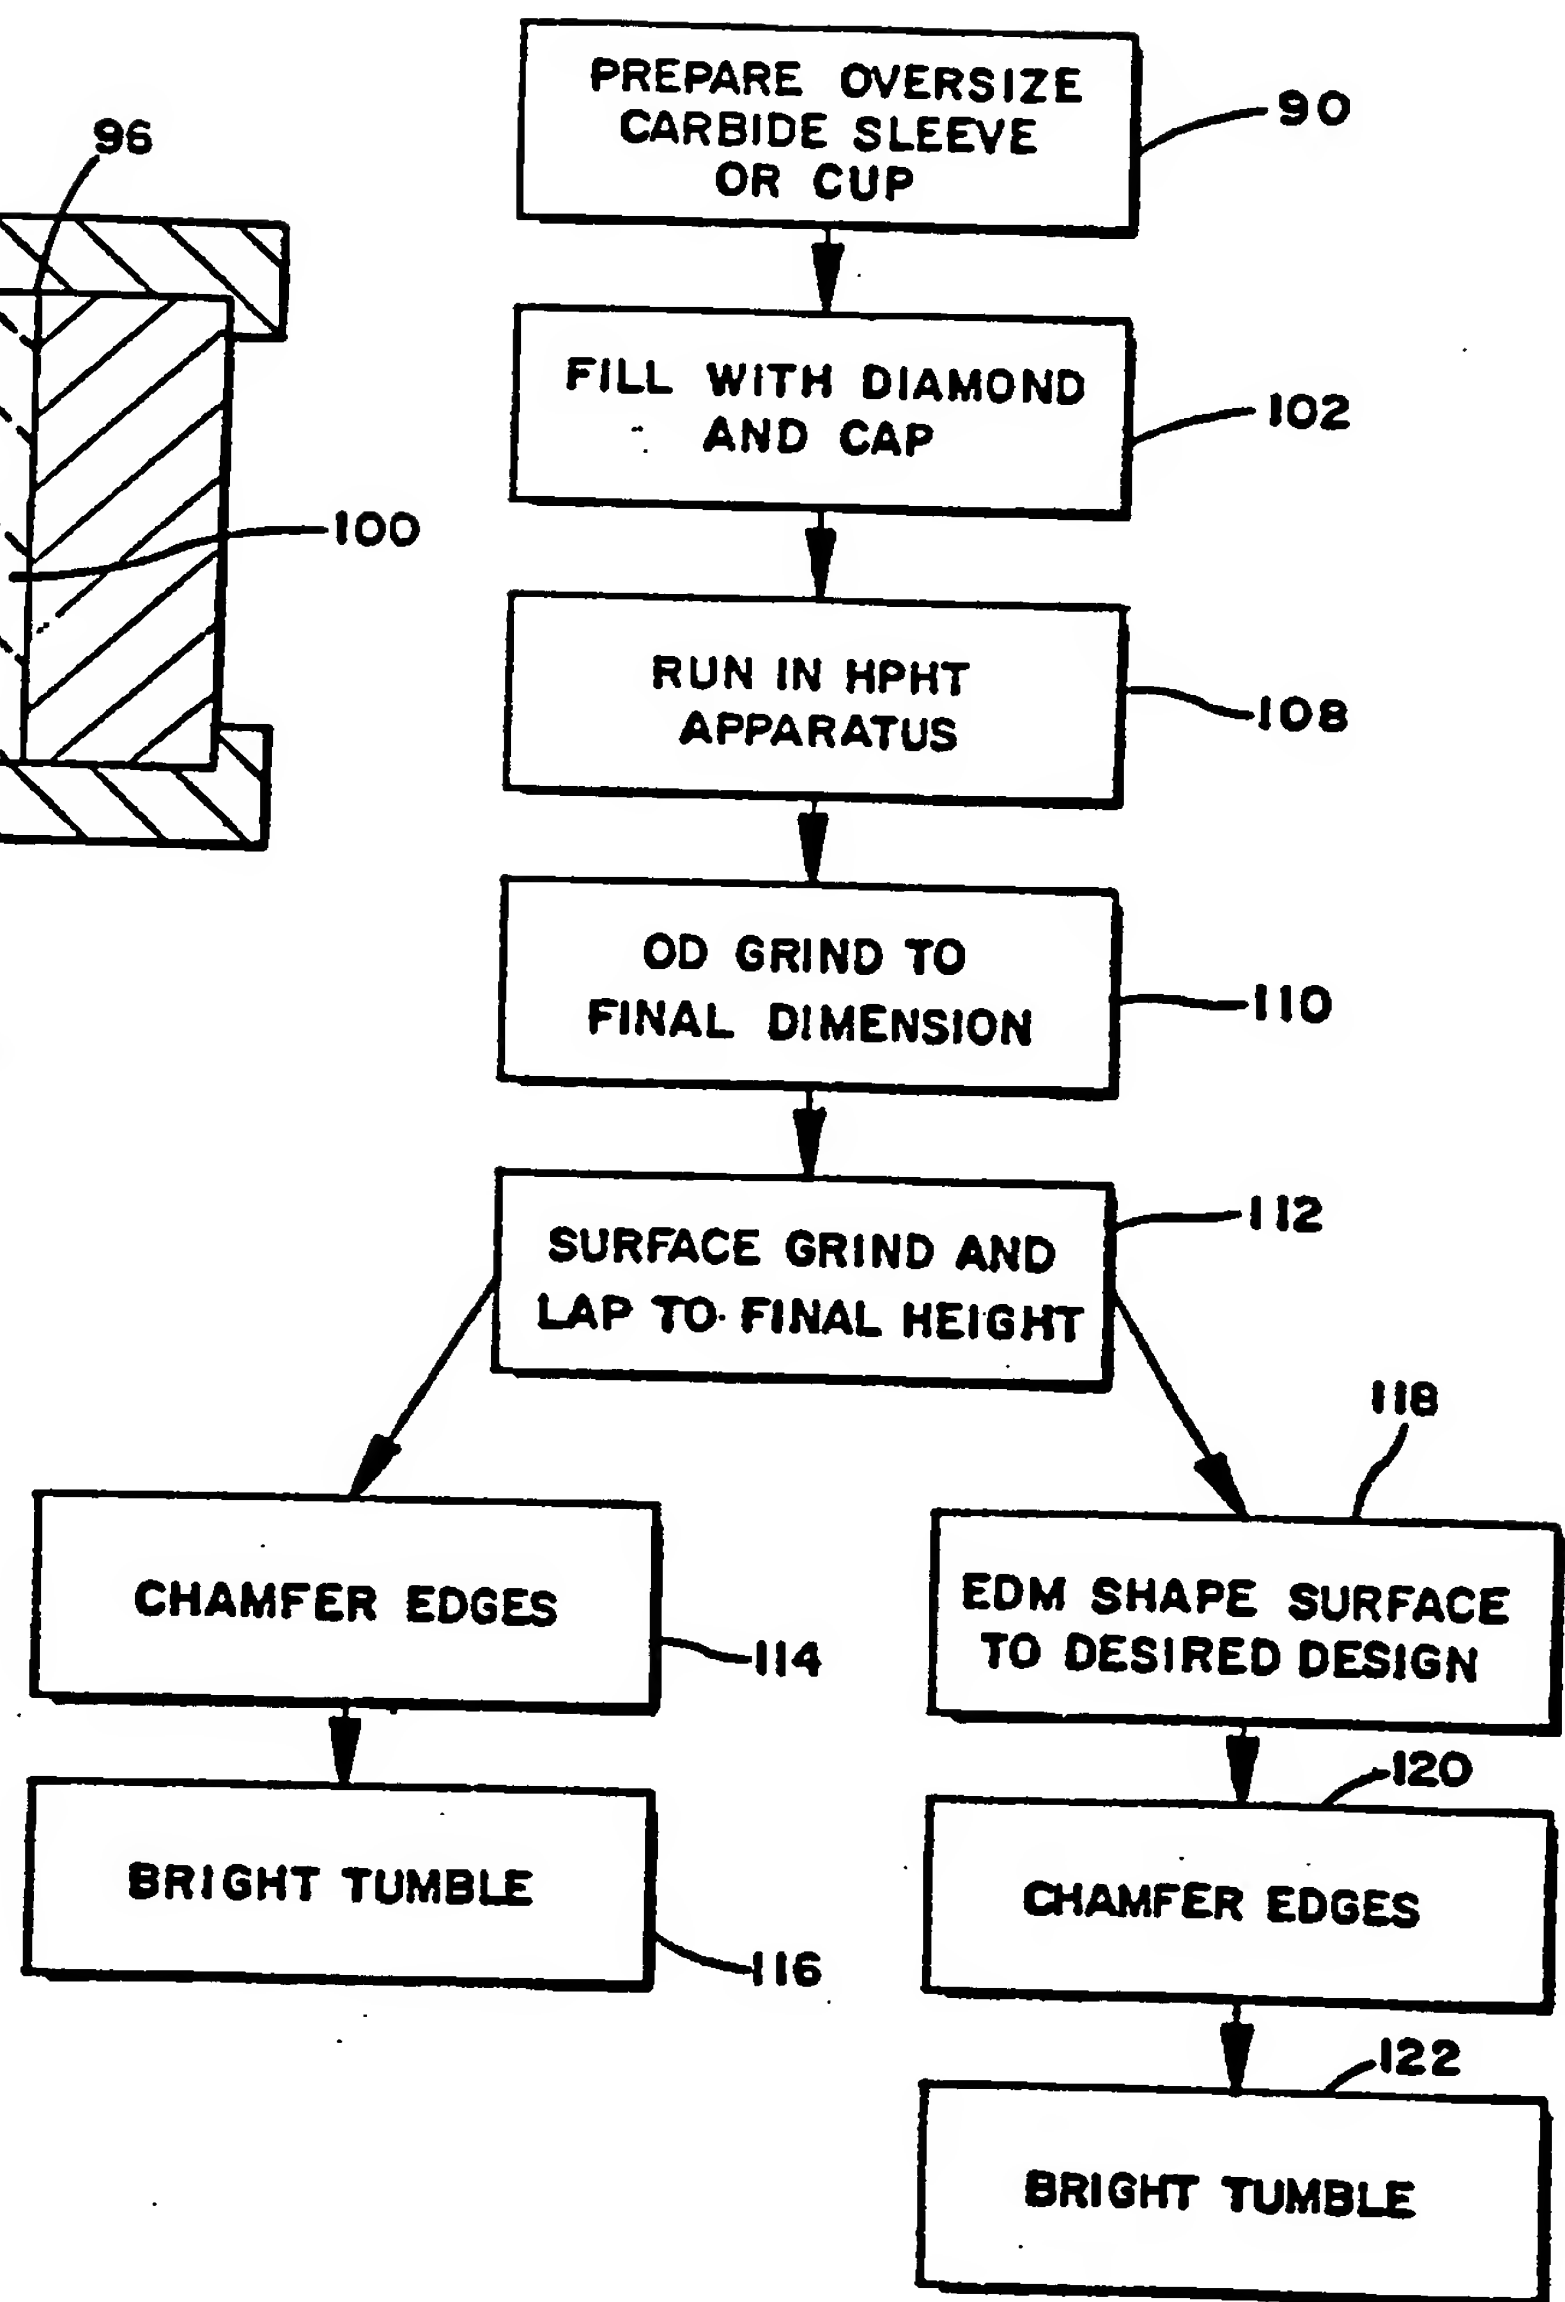 96
100
PREPARE OVERSIZE
CARBIDE SLEEVE
OR CUP
90
FILL WITH DIAMOND
AND CAP
102
RUN IN HPHT
APPARATUS
108
OD GRIND TO
FINAL DIMENSION
110
SURFACE GRIND AND
LAP TO FINAL HEIGHT
112
CHAMFER EDGES
114
BRIGHT TUMBLE
116
118
EDM SHAPE SURFACE
TO DESIRED DESIGN
120
CHAMFER EDGES
122
BRIGHT TUMBLE